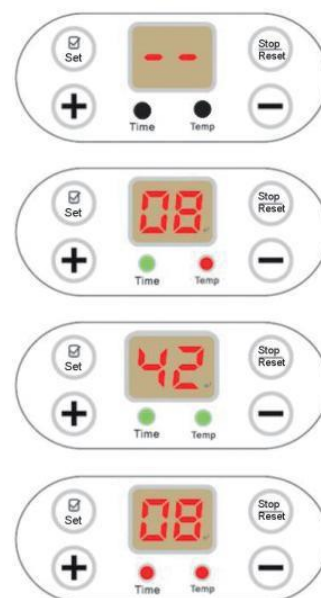 Set
- -
Stop
Reset
+
Time
Temp
−
Set
08
Stop
Reset
+
Time
Temp
−
Set
42
Stop
Reset
+
Time
Temp
−
Set
08
Stop
Reset
+
Time
Temp
−